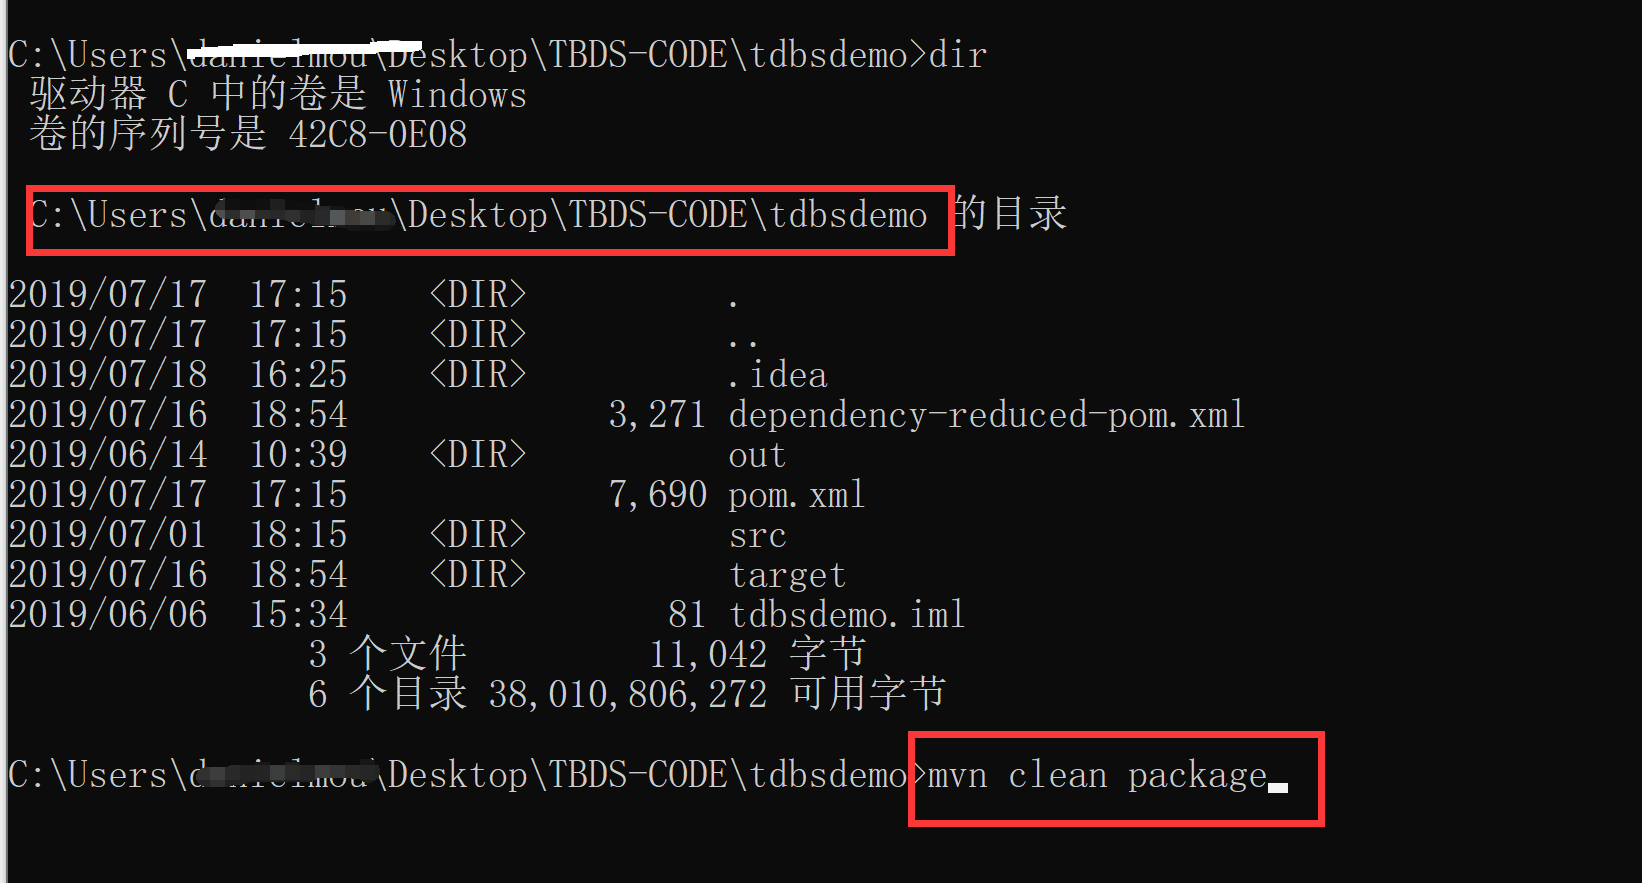 C:\Users\ \Desktop\TBDS-CODE\tdbsdemo>dir
驱动器 C 中的卷是 Windows
卷的序列号是 42C8-0E08
C:\Users\ \Desktop\TBDS-CODE\tdbsdemo 的目录
2019/07/17  17:15    <DIR>          .
2019/07/17  17:15    <DIR>          ..
2019/07/18  16:25    <DIR>          .idea
2019/07/16  18:54             3,271 dependency-reduced-pom.xml
2019/06/14  10:39    <DIR>          out
2019/07/17  17:15             7,690 pom.xml
2019/07/01  18:15    <DIR>          src
2019/07/16  18:54    <DIR>          target
2019/06/06  15:34                81 tdbsdemo.iml
3 个文件         11,042 字节
6 个目录 38,010,806,272 可用字节
C:\Users\ \Desktop\TBDS-CODE\tdbsdemo>mvn clean package